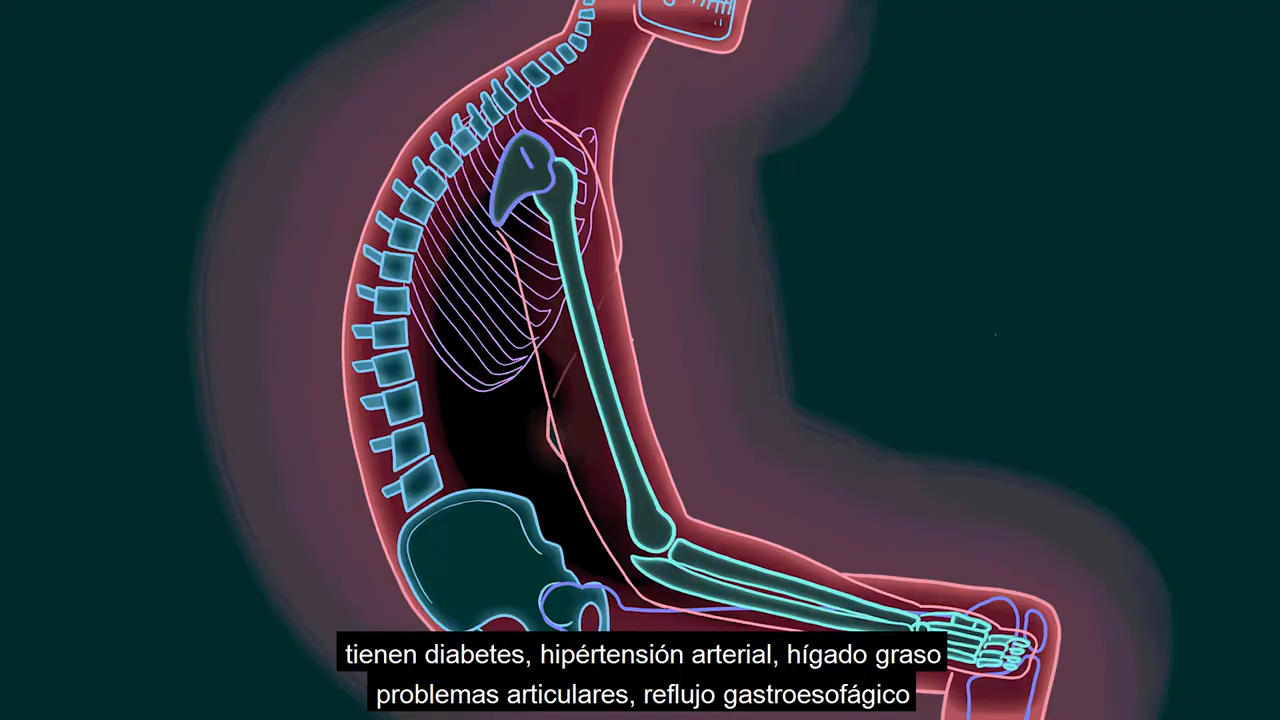 tienen diabetes, hipértensión arterial, hígado graso
problemas articulares, reflujo gastroesofágico